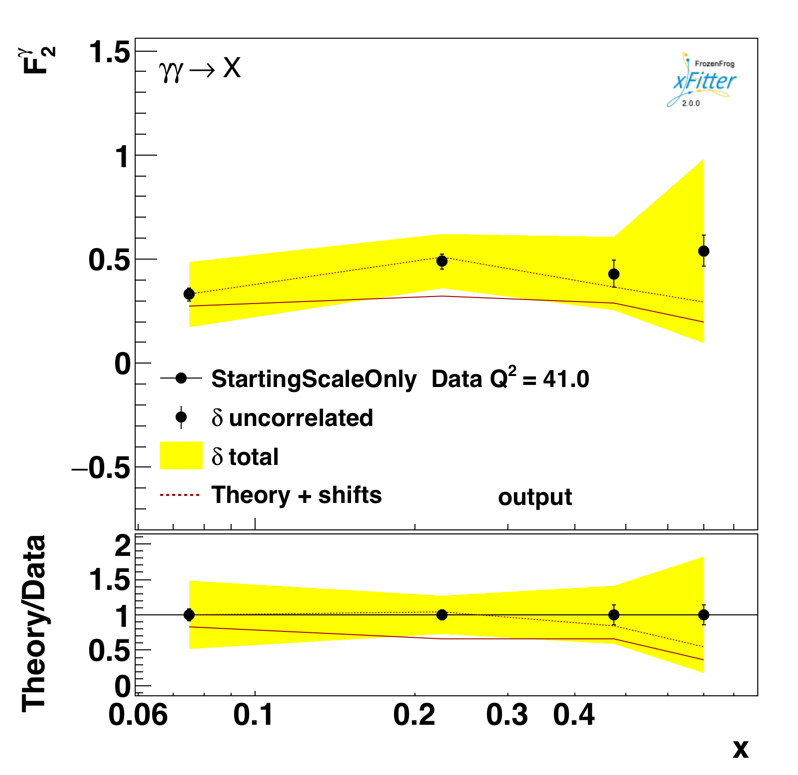 F₂^γ
1.5
γγ → X
FrozenFrog
xFitter
2.0.0
1
0.5
0
StartingScaleOnly Data Q² = 41.0
δ uncorrelated
δ total
−0.5
Theory + shifts output
Theory/Data
2
1.5
1
0.5
0
0.06 0.1 0.2 0.3 0.4
x